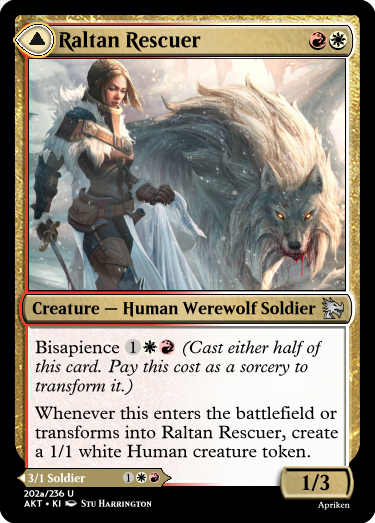 Raltan Rescuer
Creature — Human Werewolf Soldier
Bisapience 1 (Cast either half of
this card. Pay this cost as a sorcery to
transform it.)
Whenever this enters the battlefield or
transforms into Raltan Rescuer, create
a 1/1 white Human creature token.
3/1 Soldier 1
1/3
202a/236 U
AKT • KI Stu Harrington
Apriken